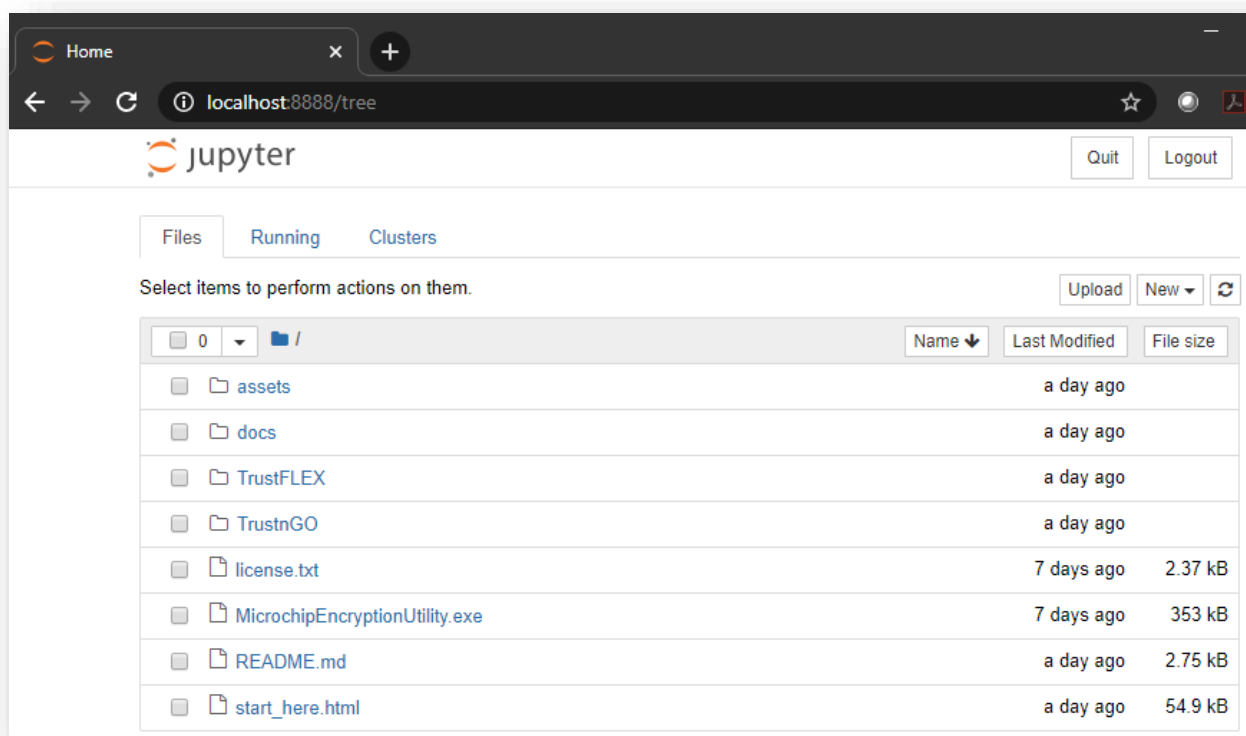 Home
localhost:8888/tree
jupyter
Quit Logout
Files Running Clusters
Select items to perform actions on them.
Upload New
0 / Name Last Modified File size
assets a day ago
docs a day ago
TrustFLEX a day ago
TrustnGO a day ago
license.txt 7 days ago 2.37 kB
MicrochipEncryptionUtility.exe 7 days ago 353 kB
README.md a day ago 2.75 kB
start_here.html a day ago 54.9 kB